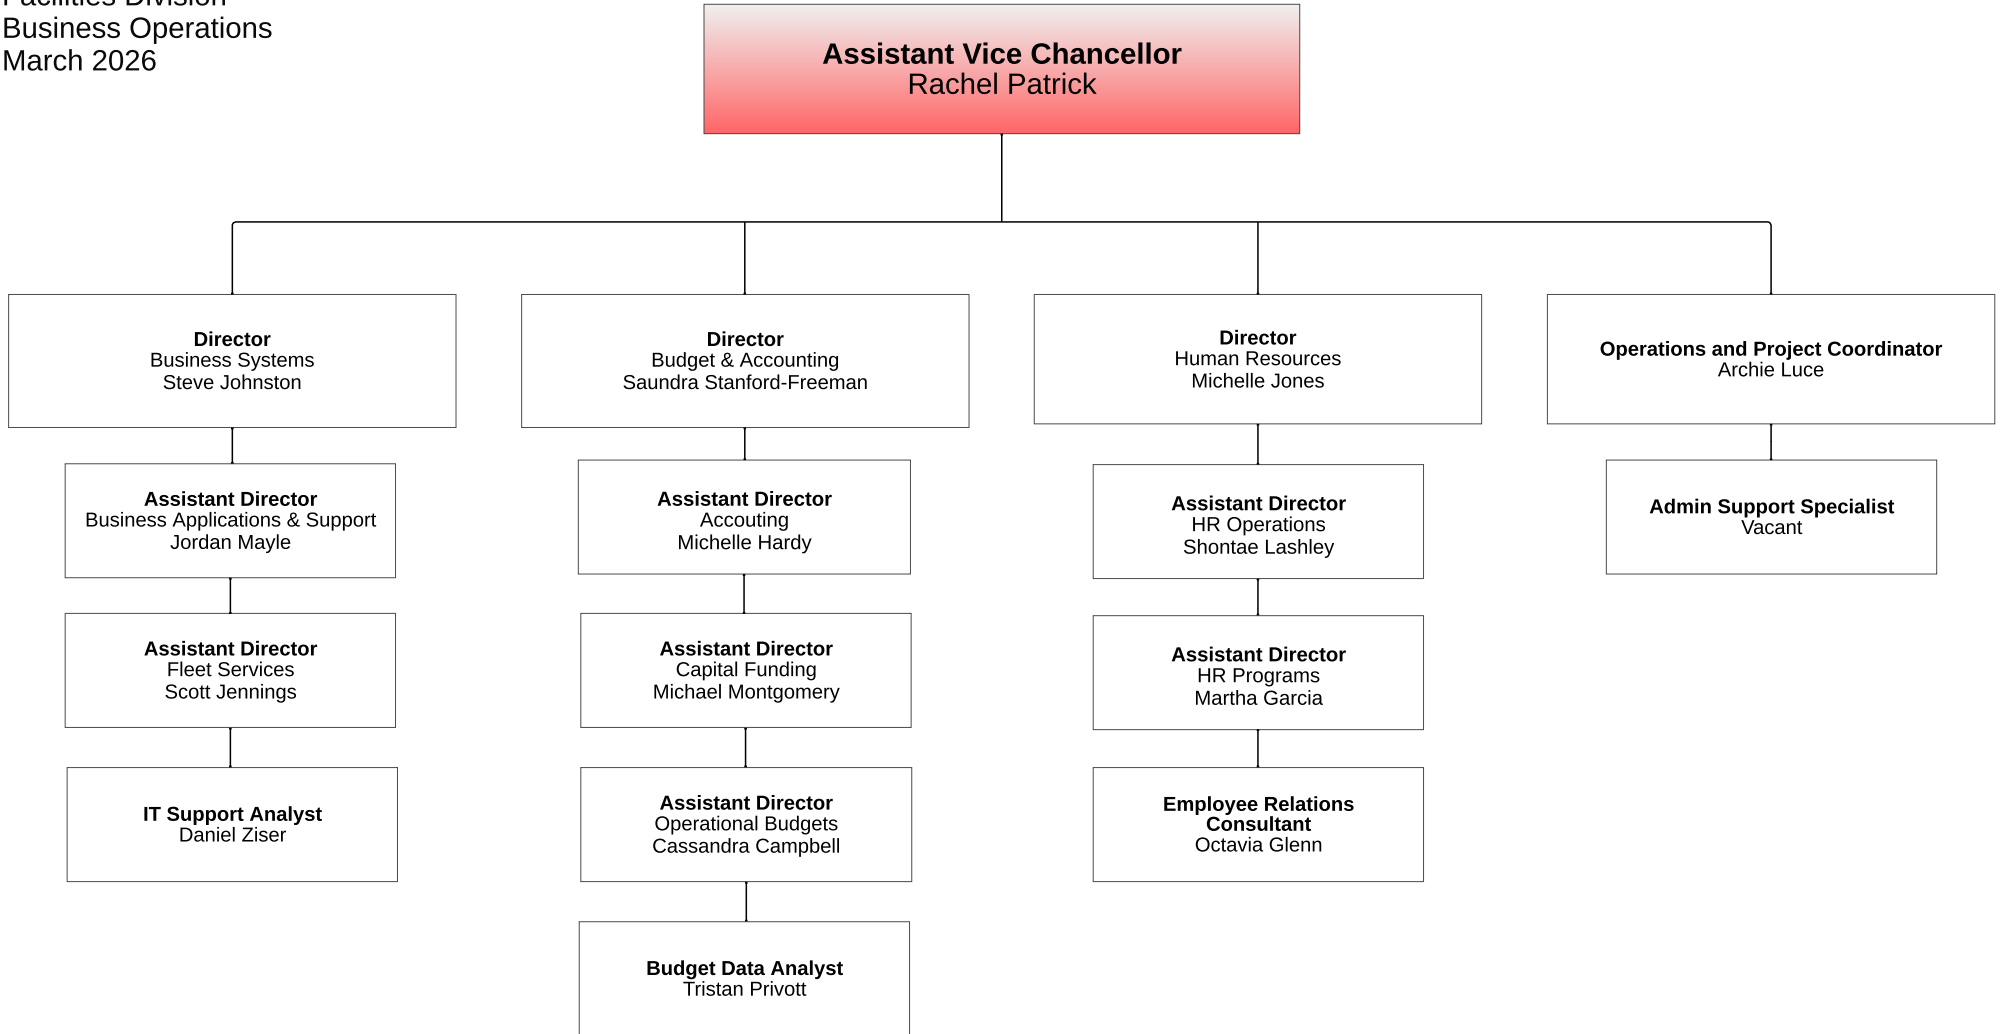 Facilities Division
Business Operations
March 2026
Assistant Vice Chancellor
Rachel Patrick
Director
Business Systems
Steve Johnston
Director
Budget & Accounting
Saundra Stanford-Freeman
Director
Human Resources
Michelle Jones
Operations and Project Coordinator
Archie Luce
Assistant Director
Business Applications & Support
Jordan Mayle
Assistant Director
Accouting
Michelle Hardy
Assistant Director
HR Operations
Shontae Lashley
Admin Support Specialist
Vacant
Assistant Director
Fleet Services
Scott Jennings
Assistant Director
Capital Funding
Michael Montgomery
Assistant Director
HR Programs
Martha Garcia
IT Support Analyst
Daniel Ziser
Assistant Director
Operational Budgets
Cassandra Campbell
Employee Relations
Consultant
Octavia Glenn
Budget Data Analyst
Tristan Privott